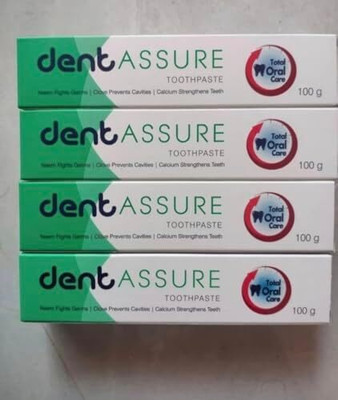 dentASSURE
TOOTHPASTE
Neem Fights Germs | Clove Prevents Cavities | Calcium Strengthens Teeth
Total
Oral
Care
100 g
dentASSURE
TOOTHPASTE
Neem Fights Germs | Clove Prevents Cavities | Calcium Strengthens Teeth
Total
Oral
Care
100 g
dentASSURE
TOOTHPASTE
Neem Fights Germs | Clove Prevents Cavities | Calcium Strengthens Teeth
Total
Oral
Care
100 g
dentASSURE
TOOTHPASTE
Neem Fights Germs | Clove Prevents Cavities | Calcium Strengthens Teeth
Total
Oral
Care
100 g